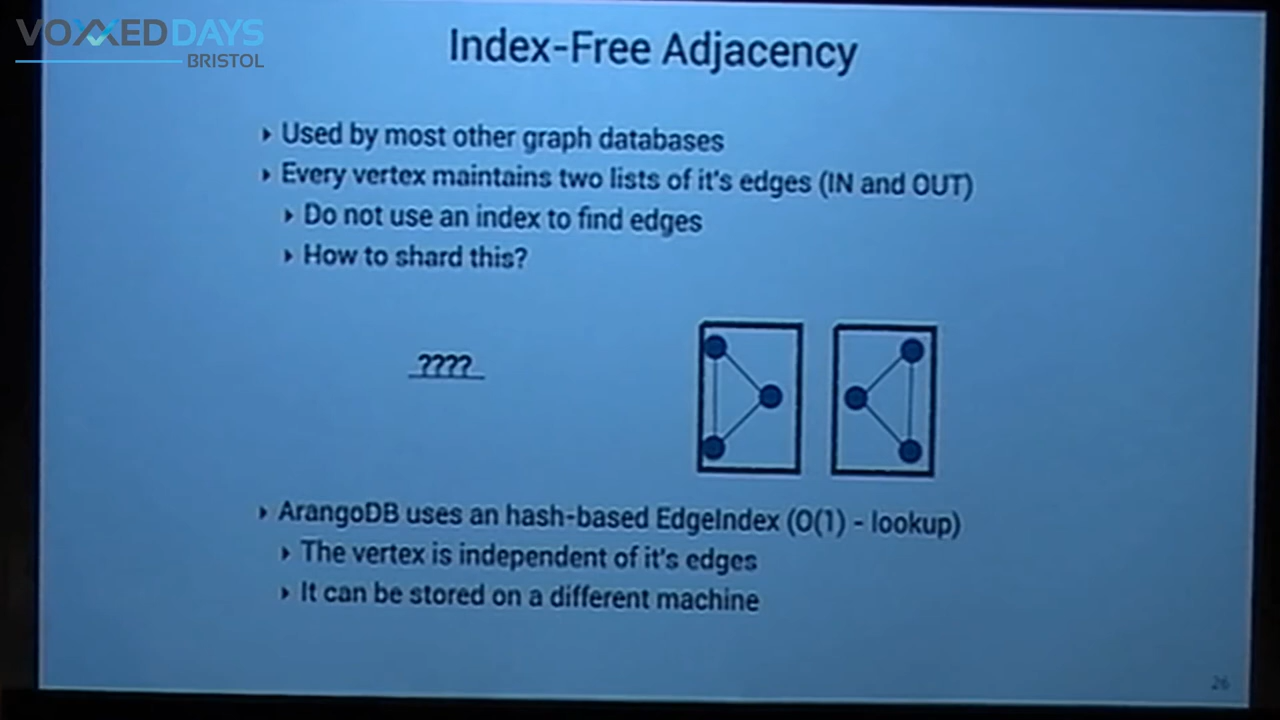 VOXXEDDAYS
BRISTOL
Index-Free Adjacency
Used by most other graph databases
Every vertex maintains two lists of it's edges (IN and OUT)
Do not use an index to find edges
How to shard this?
????
ArangoDB uses an hash-based EdgeIndex (O(1) - lookup)
The vertex is independent of it's edges
It can be stored on a different machine
26